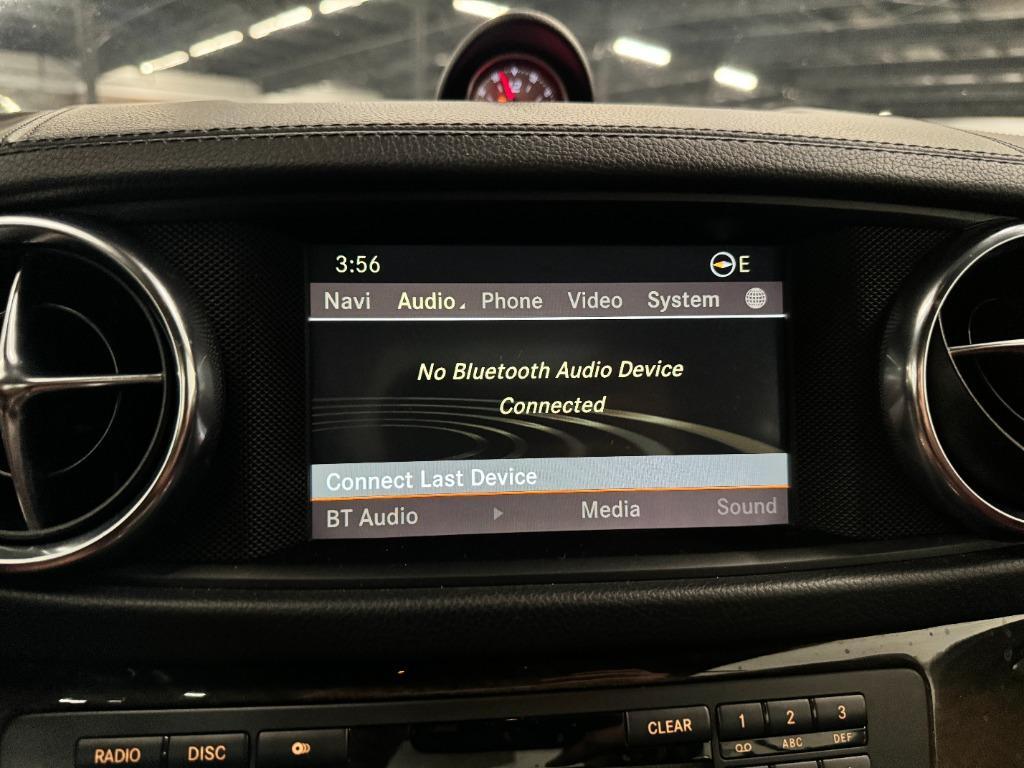 3:56 E
Navi Audio Phone Video System
No Bluetooth Audio Device
Connected
Connect Last Device
BT Audio Media Sound
RADIO DISC CLEAR 1 2 3
ABC DEF